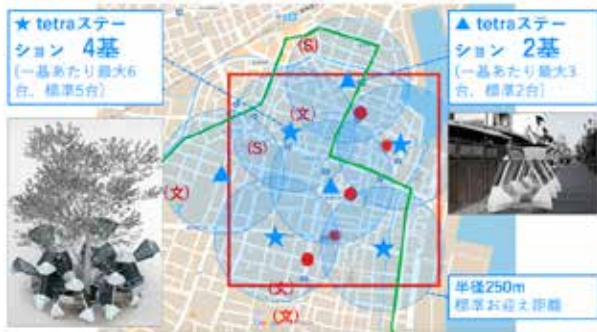 ★ tetraステー
ション 4基
(一基あたり最大6
台、標準5台)
▲ tetraステー
ション 2基
(一基あたり最大3
台、標準2台)
(S)
(文)
(S)
(文)
(文)
(文)
半径250m
標準お迎え距離